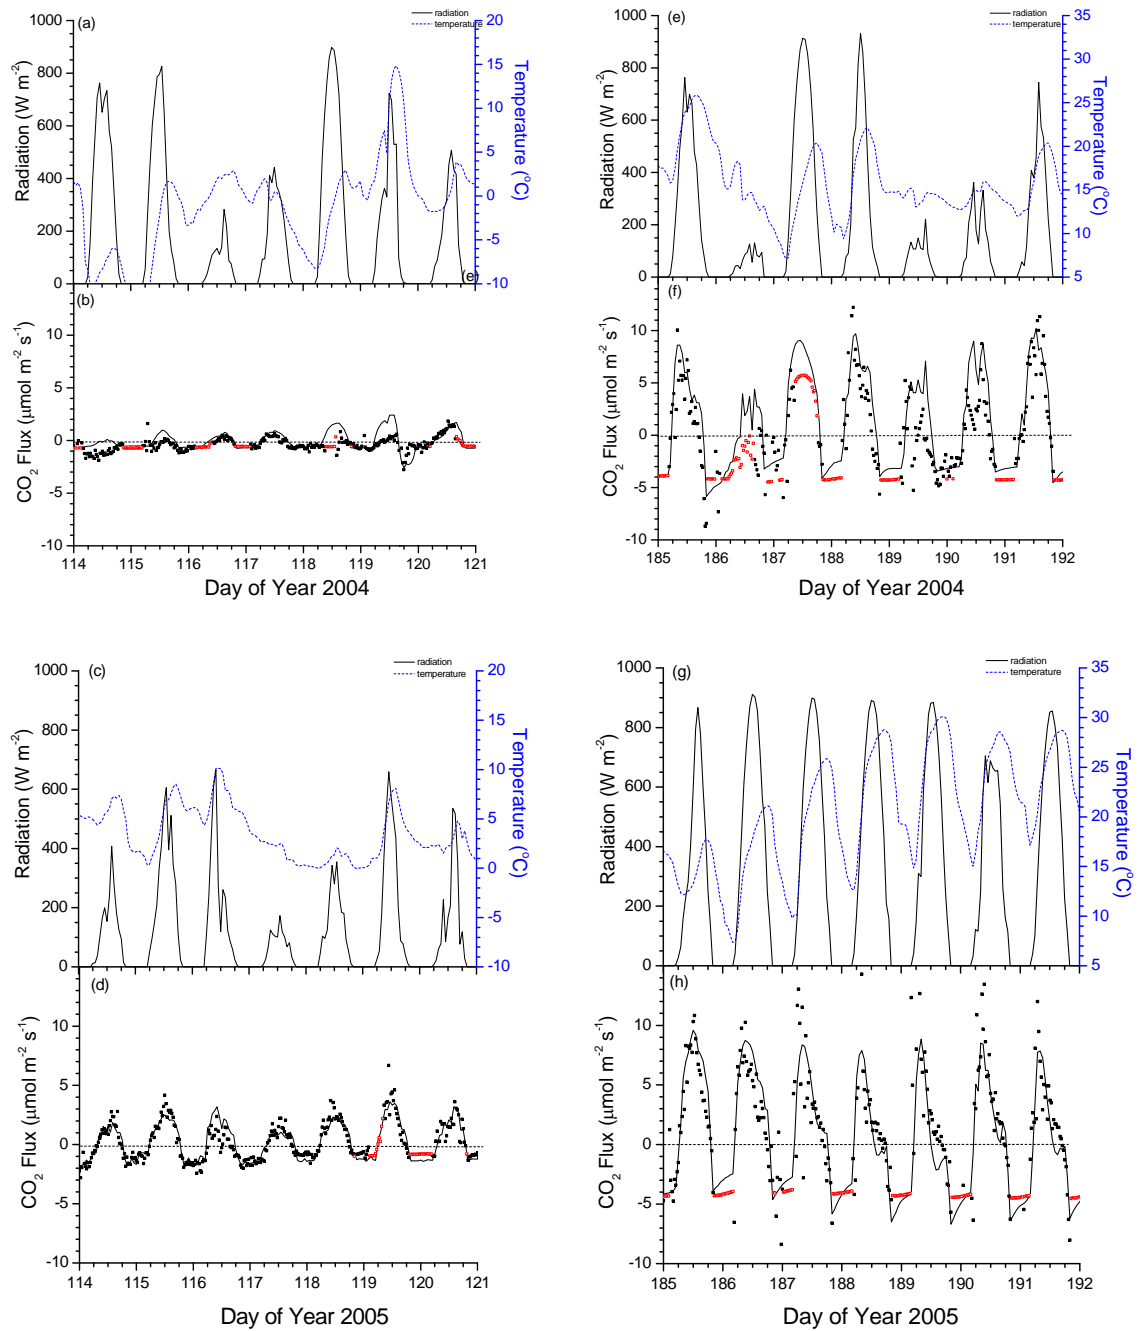 (a)
radiation
temperature
1000
800
600
400
200
0
Radiation (W m-2)
20
15
10
5
0
-5
-10
Temperature (oC)
(e)
(b)
10
5
0
-5
-10
CO2 Flux (µmol m-2 s-1)
114 115 116 117 118 119 120 121
Day of Year 2004
(e)
radiation
temperature
1000
800
600
400
200
0
Radiation (W m-2)
35
30
25
20
15
10
5
Temperature (oC)
(f)
10
5
0
-5
-10
CO2 Flux (µmol m-2 s-1)
185 186 187 188 189 190 191 192
Day of Year 2004
(c)
radiation
temperature
1000
800
600
400
200
0
Radiation (W m-2)
20
15
10
5
0
-5
-10
Temperature (oC)
(d)
10
5
0
-5
-10
CO2 Flux (µmol m-2 s-1)
114 115 116 117 118 119 120 121
Day of Year 2005
(g)
radiation
temperature
1000
800
600
400
200
0
Radiation (W m-2)
35
30
25
20
15
10
5
Temperature (oC)
(h)
10
5
0
-5
-10
CO2 Flux (µmol m-2 s-1)
185 186 187 188 189 190 191 192
Day of Year 2005